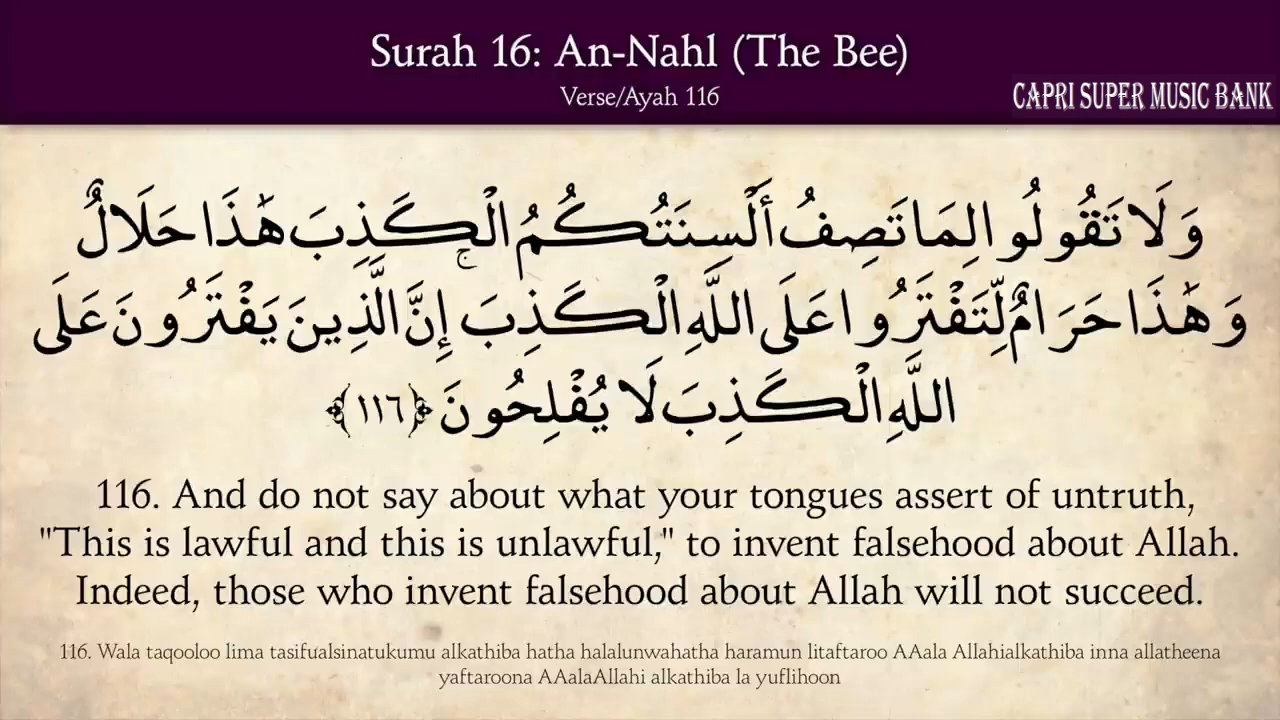 Surah 16: An-Nahl (The Bee)
Verse/Ayah 116
CAPRI SUPER MUSIC BANK
وَلَا تَقُولُوا لِمَا تَصِفُ أَلْسِنَتُكُمُ الْكَذِبَ هَٰذَا حَلَالٌ
وَهَٰذَا حَرَامٌ لِّتَفْتَرُوا عَلَى اللَّهِ الْكَذِبَ ۚ إِنَّ الَّذِينَ يَفْتَرُونَ عَلَى
اللَّهِ الْكَذِبَ لَا يُفْلِحُونَ ﴿١١٦﴾
116. And do not say about what your tongues assert of untruth,
"This is lawful and this is unlawful," to invent falsehood about Allah.
Indeed, those who invent falsehood about Allah will not succeed.
116. Wala taqooloo lima tasifualsinatukumu alkathiba hatha halalunwahatha haramun litaftaroo AAala Allahialkathiba inna allatheena
yaftaroona AAalaAllahi alkathiba la yuflihoon